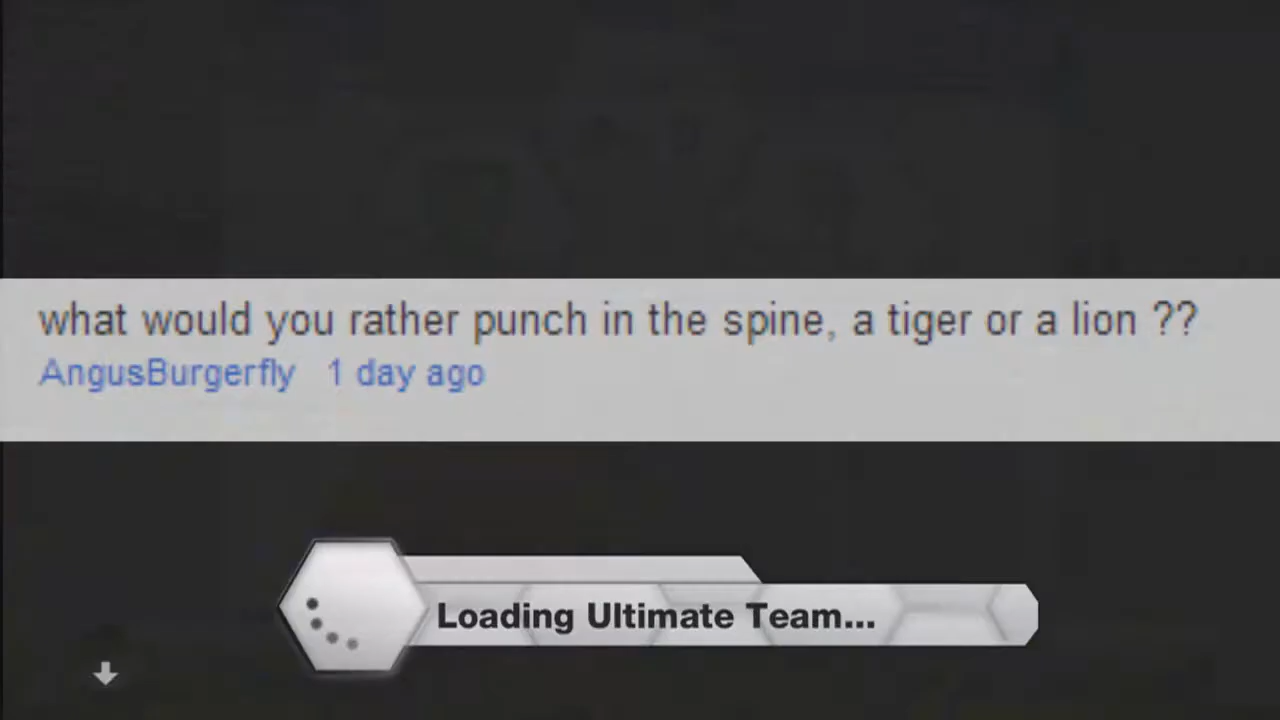 what would you rather punch in the spine, a tiger or a lion ??
AngusBurgerfly 1 day ago
Loading Ultimate Team...